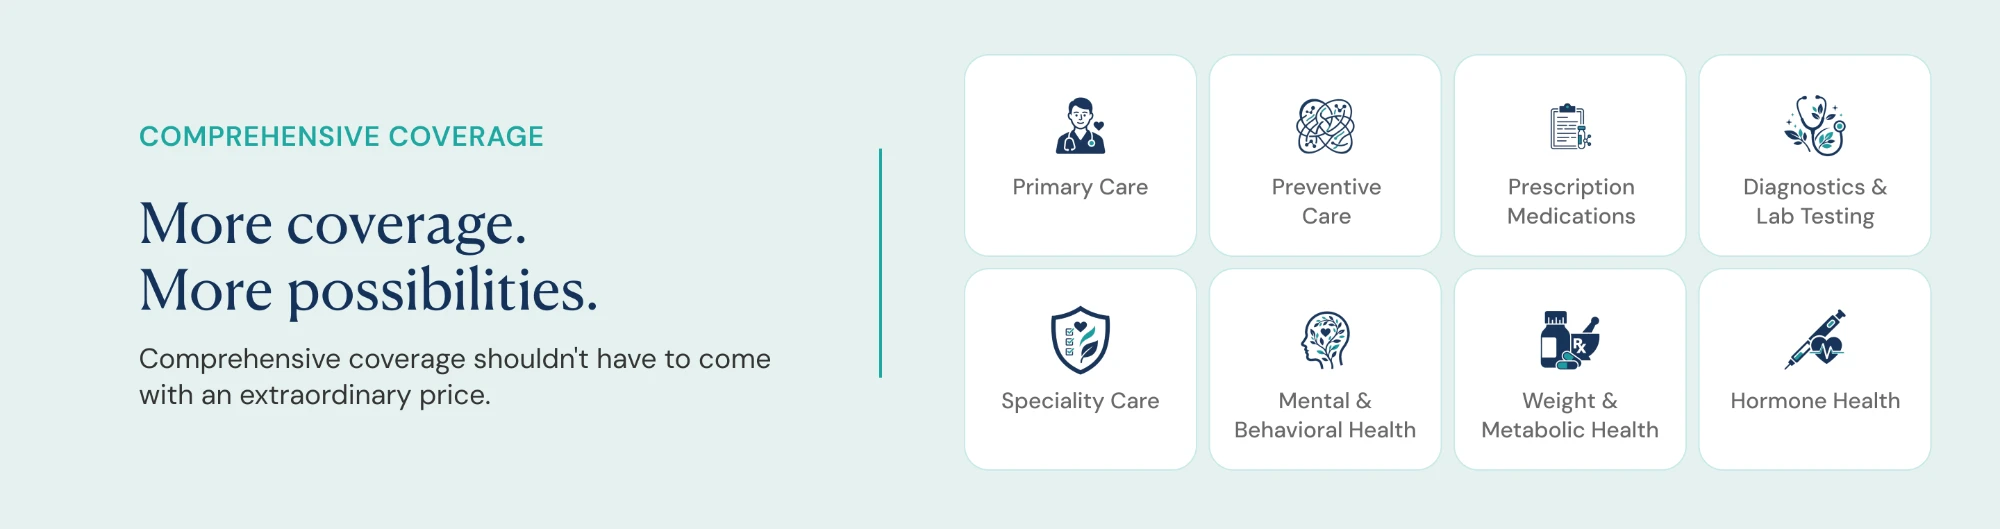 COMPREHENSIVE COVERAGE
More coverage.
More possibilities.
Comprehensive coverage shouldn't have to come
with an extraordinary price.
Primary Care
Preventive
Care
Prescription
Medications
Diagnostics &
Lab Testing
Speciality Care
Mental &
Behavioral Health
Rx
Weight &
Metabolic Health
Hormone Health